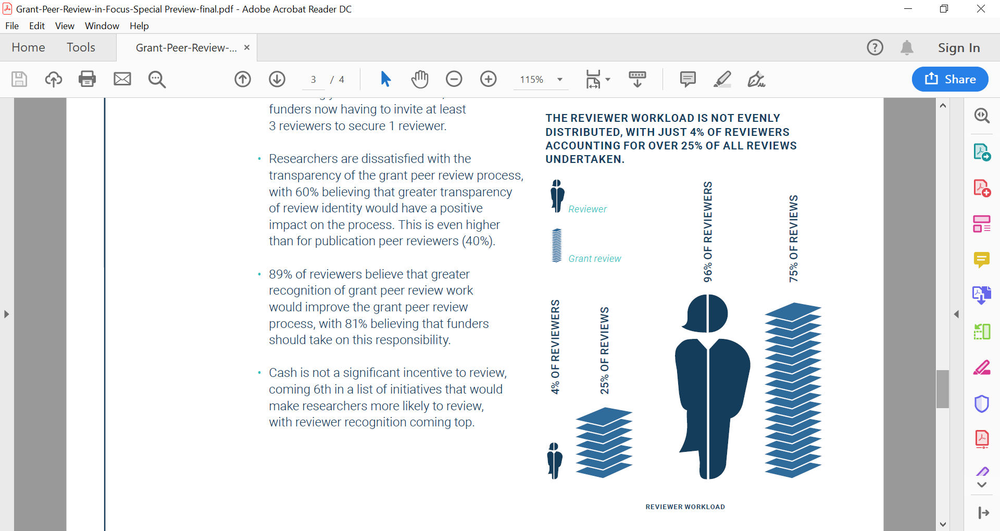 Grant-Peer-Review-in-Focus-Special Preview-final.pdf - Adobe Acrobat Reader DC
File Edit View Window Help
Home Tools Grant-Peer-Review-... × Sign In
3 / 4 115% Share
funders now having to invite at least
3 reviewers to secure 1 reviewer.
• Researchers are dissatisfied with the
transparency of the grant peer review process,
with 60% believing that greater transparency
of review identity would have a positive
impact on the process. This is even higher
than for publication peer reviewers (40%).
• 89% of reviewers believe that greater
recognition of grant peer review work
would improve the grant peer review
process, with 81% believing that funders
should take on this responsibility.
• Cash is not a significant incentive to review,
coming 6th in a list of initiatives that would
make researchers more likely to review,
with reviewer recognition coming top.
THE REVIEWER WORKLOAD IS NOT EVENLY
DISTRIBUTED, WITH JUST 4% OF REVIEWERS
ACCOUNTING FOR OVER 25% OF ALL REVIEWS
UNDERTAKEN.
Reviewer
Grant review
4% OF REVIEWERS
25% OF REVIEWS
96% OF REVIEWERS
75% OF REVIEWS
REVIEWER WORKLOAD